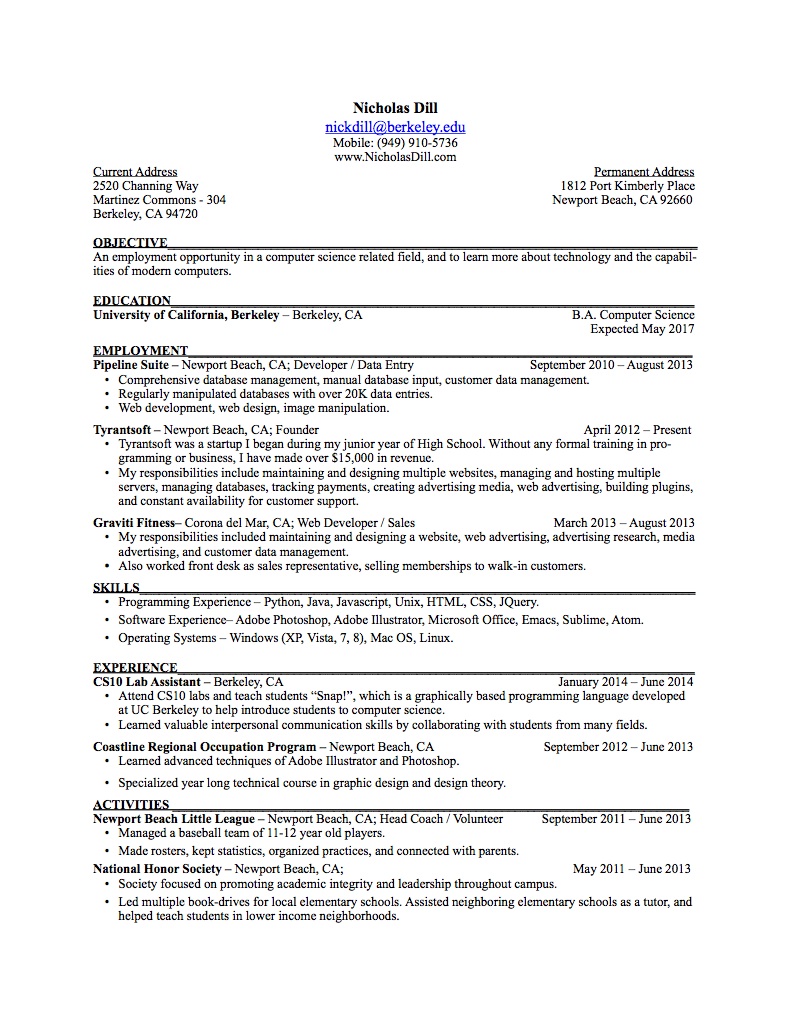 Nicholas Dill
nickdill@berkeley.edu
Mobile: (949) 910-5736
www.NicholasDill.com
Current Address Permanent Address
2520 Channing Way 1812 Port Kimberly Place
Martinez Commons - 304 Newport Beach, CA 92660
Berkeley, CA 94720
OBJECTIVE
An employment opportunity in a computer science related field, and to learn more about technology and the capabil-
ities of modern computers.
EDUCATION
University of California, Berkeley – Berkeley, CA B.A. Computer Science
Expected May 2017
EMPLOYMENT
Pipeline Suite – Newport Beach, CA; Developer / Data Entry September 2010 – August 2013
• Comprehensive database management, manual database input, customer data management.
• Regularly manipulated databases with over 20K data entries.
• Web development, web design, image manipulation.
Tyrantsoft – Newport Beach, CA; Founder April 2012 – Present
• Tyrantsoft was a startup I began during my junior year of High School. Without any formal training in pro-
gramming or business, I have made over $15,000 in revenue.
• My responsibilities include maintaining and designing multiple websites, managing and hosting multiple
servers, managing databases, tracking payments, creating advertising media, web advertising, building plugins,
and constant availability for customer support.
Graviti Fitness– Corona del Mar, CA; Web Developer / Sales March 2013 – August 2013
• My responsibilities included maintaining and designing a website, web advertising, advertising research, media
advertising, and customer data management.
• Also worked front desk as sales representative, selling memberships to walk-in customers.
SKILLS
• Programming Experience – Python, Java, Javascript, Unix, HTML, CSS, JQuery.
• Software Experience– Adobe Photoshop, Adobe Illustrator, Microsoft Office, Emacs, Sublime, Atom.
• Operating Systems – Windows (XP, Vista, 7, 8), Mac OS, Linux.
EXPERIENCE
CS10 Lab Assistant – Berkeley, CA January 2014 – June 2014
• Attend CS10 labs and teach students “Snap!”, which is a graphically based programming language developed
at UC Berkeley to help introduce students to computer science.
• Learned valuable interpersonal communication skills by collaborating with students from many fields.
Coastline Regional Occupation Program – Newport Beach, CA September 2012 – June 2013
• Learned advanced techniques of Adobe Illustrator and Photoshop.
• Specialized year long technical course in graphic design and design theory.
ACTIVITIES
Newport Beach Little League – Newport Beach, CA; Head Coach / Volunteer September 2011 – June 2013
• Managed a baseball team of 11-12 year old players.
• Made rosters, kept statistics, organized practices, and connected with parents.
National Honor Society – Newport Beach, CA; May 2011 – June 2013
• Society focused on promoting academic integrity and leadership throughout campus.
• Led multiple book-drives for local elementary schools. Assisted neighboring elementary schools as a tutor, and
helped teach students in lower income neighborhoods.